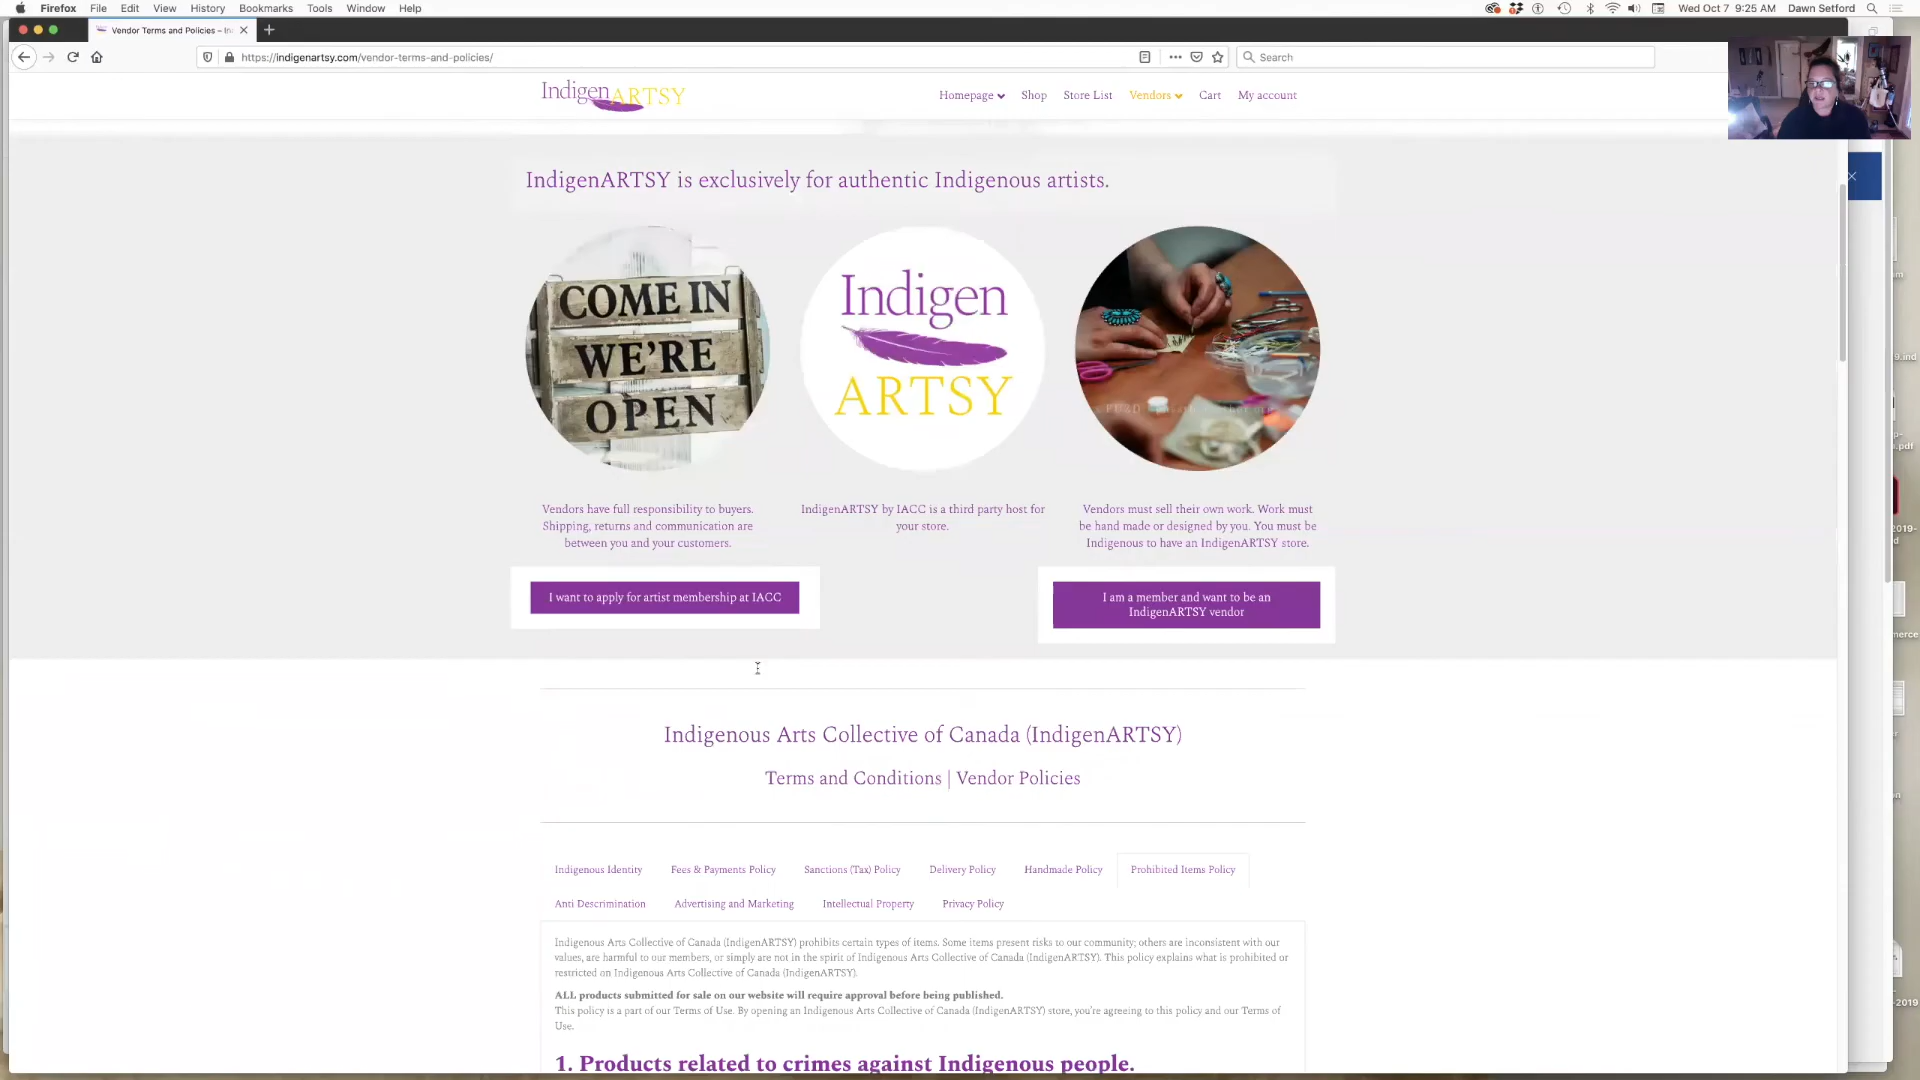 Firefox File Edit View History Bookmarks Tools Window Help
Wed Oct 7 9:25 AM Dawn Setford
Vendor Terms and Policies – In
https://indigenartsy.com/vendor-terms-and-policies/
Search
IndigenARTSY
Homepage Shop Store List Vendors Cart My account
IndigenARTSY is exclusively for authentic Indigenous artists.
COME IN
WE'RE
OPEN
Indigen
ARTSY
Vendors have full responsibility to buyers.
Shipping, returns and communication are
between you and your customers.
IndigenARTSY by IACC is a third party host for
your store.
Vendors must sell their own work. Work must
be hand made or designed by you. You must be
Indigenous to have an IndigenARTSY store.
I want to apply for artist membership at IACC
I am a member and want to be an
IndigenARTSY vendor
Indigenous Arts Collective of Canada (IndigenARTSY)
Terms and Conditions | Vendor Policies
Indigenous Identity Fees & Payments Policy Sanctions (Tax) Policy Delivery Policy Handmade Policy Prohibited Items Policy
Anti Descrimination Advertising and Marketing Intellectual Property Privacy Policy
Indigenous Arts Collective of Canada (IndigenARTSY) prohibits certain types of items. Some items present risks to our community; others are inconsistent with our
values, are harmful to our members, or simply are not in the spirit of Indigenous Arts Collective of Canada (IndigenARTSY). This policy explains what is prohibited or
restricted on Indigenous Arts Collective of Canada (IndigenARTSY).
ALL products submitted for sale on our website will require approval before being published.
This policy is a part of our Terms of Use. By opening an Indigenous Arts Collective of Canada (IndigenARTSY) store, you're agreeing to this policy and our Terms of
Use.
1. Products related to crimes against Indigenous people.
9.ind
.pdf
2019-
merce
-2019